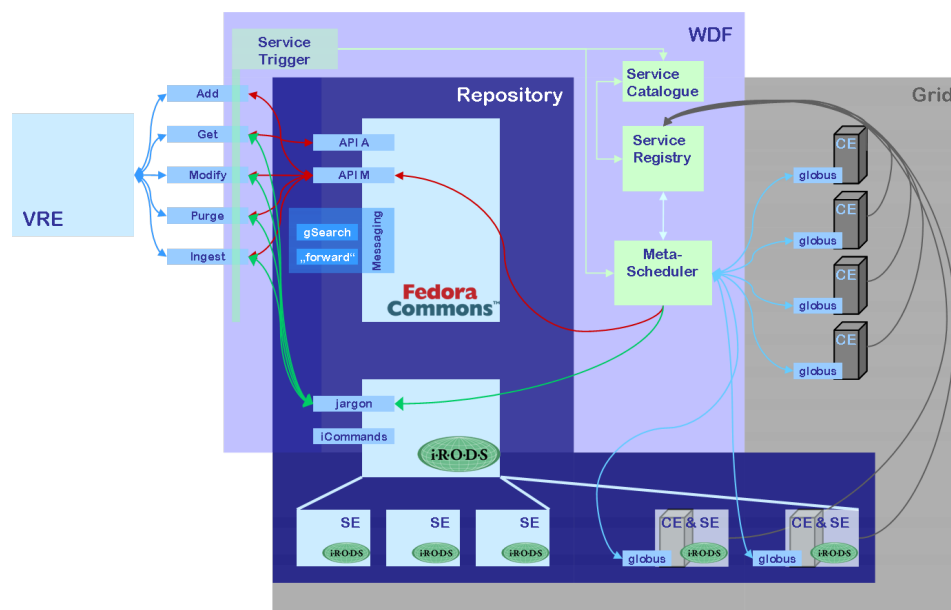 Service
Trigger
WDF
Service
Catalogue
Add
Repository
Grid
Get
API A
Service
Registry
CE
Modify
API M
globus
VRE
Purge
gSearch
Messaging
CE
globus
Ingest
„forward“
Meta-
Scheduler
CE
globus
Fedora
Commons™
CE
globus
jargon
iCommands
i·R·O·D·S
SE
SE
SE
CE & SE
CE & SE
i·R·O·D·S
i·R·O·D·S
i·R·O·D·S
globus
i·R·O·D·S
globus
i·R·O·D·S